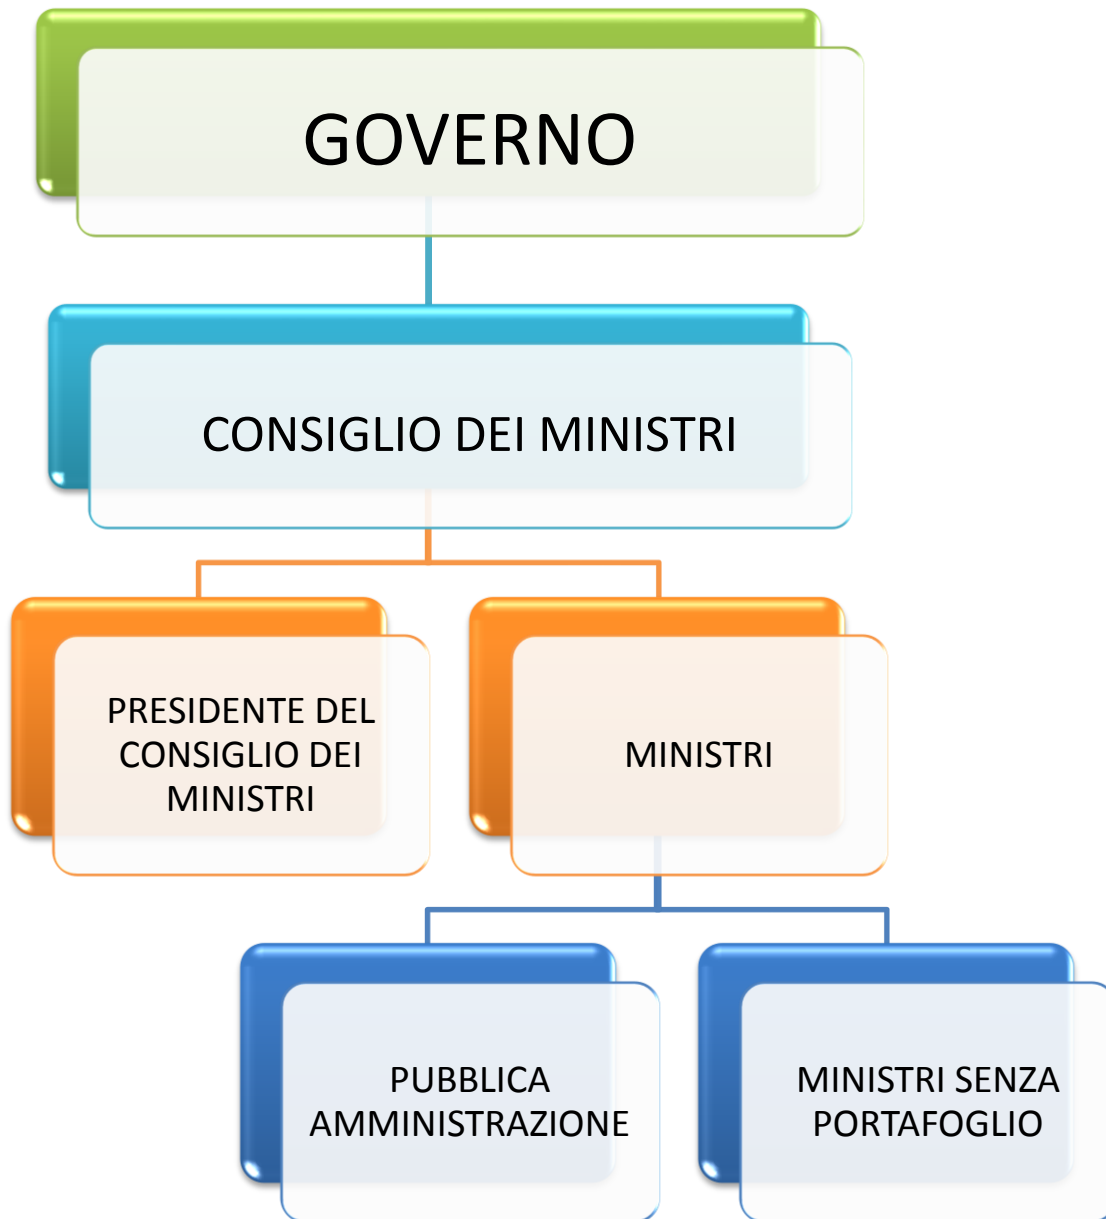 GOVERNO
CONSIGLIO DEI MINISTRI
PRESIDENTE DEL
CONSIGLIO DEI
MINISTRI
MINISTRI
PUBBLICA
AMMINISTRAZIONE
MINISTRI SENZA
PORTAFOGLIO